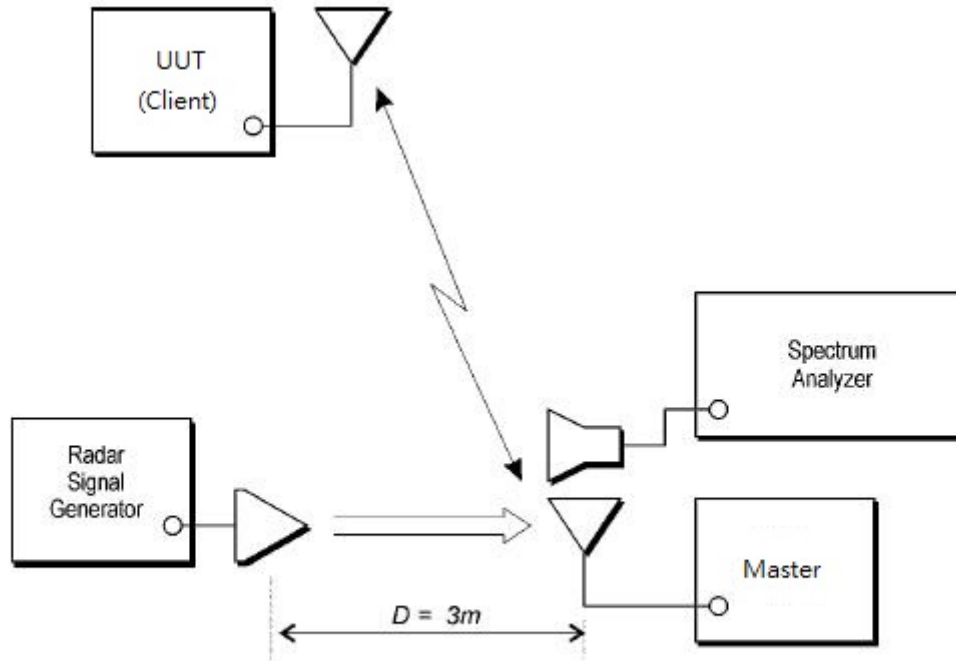 UUT
(Client)
Spectrum
Analyzer
Radar
Signal
Generator
Master
D = 3m